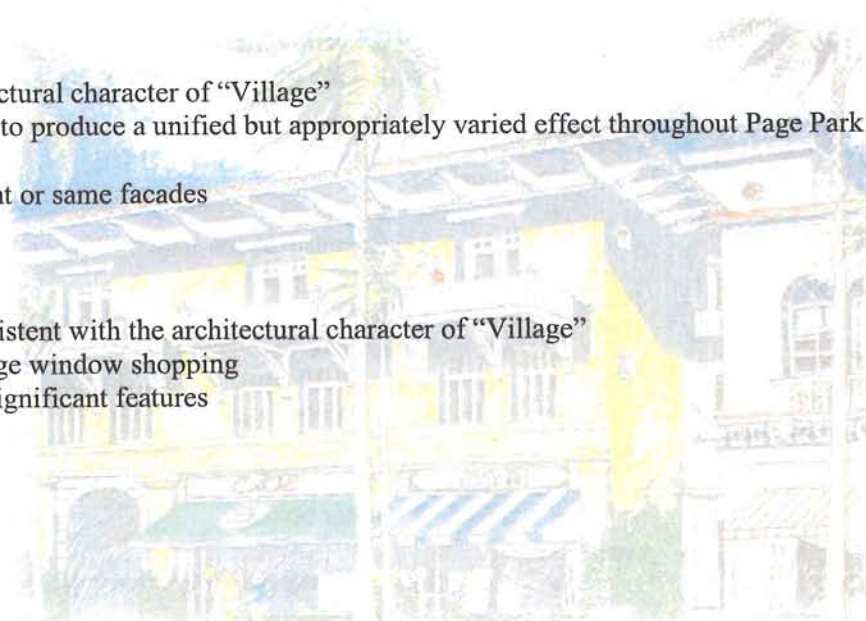 ctural character of “Village”
to produce a unified but appropriately varied effect throughout Page Park
or same facades
istent with the architectural character of “Village”
ge window shopping
ignificant features